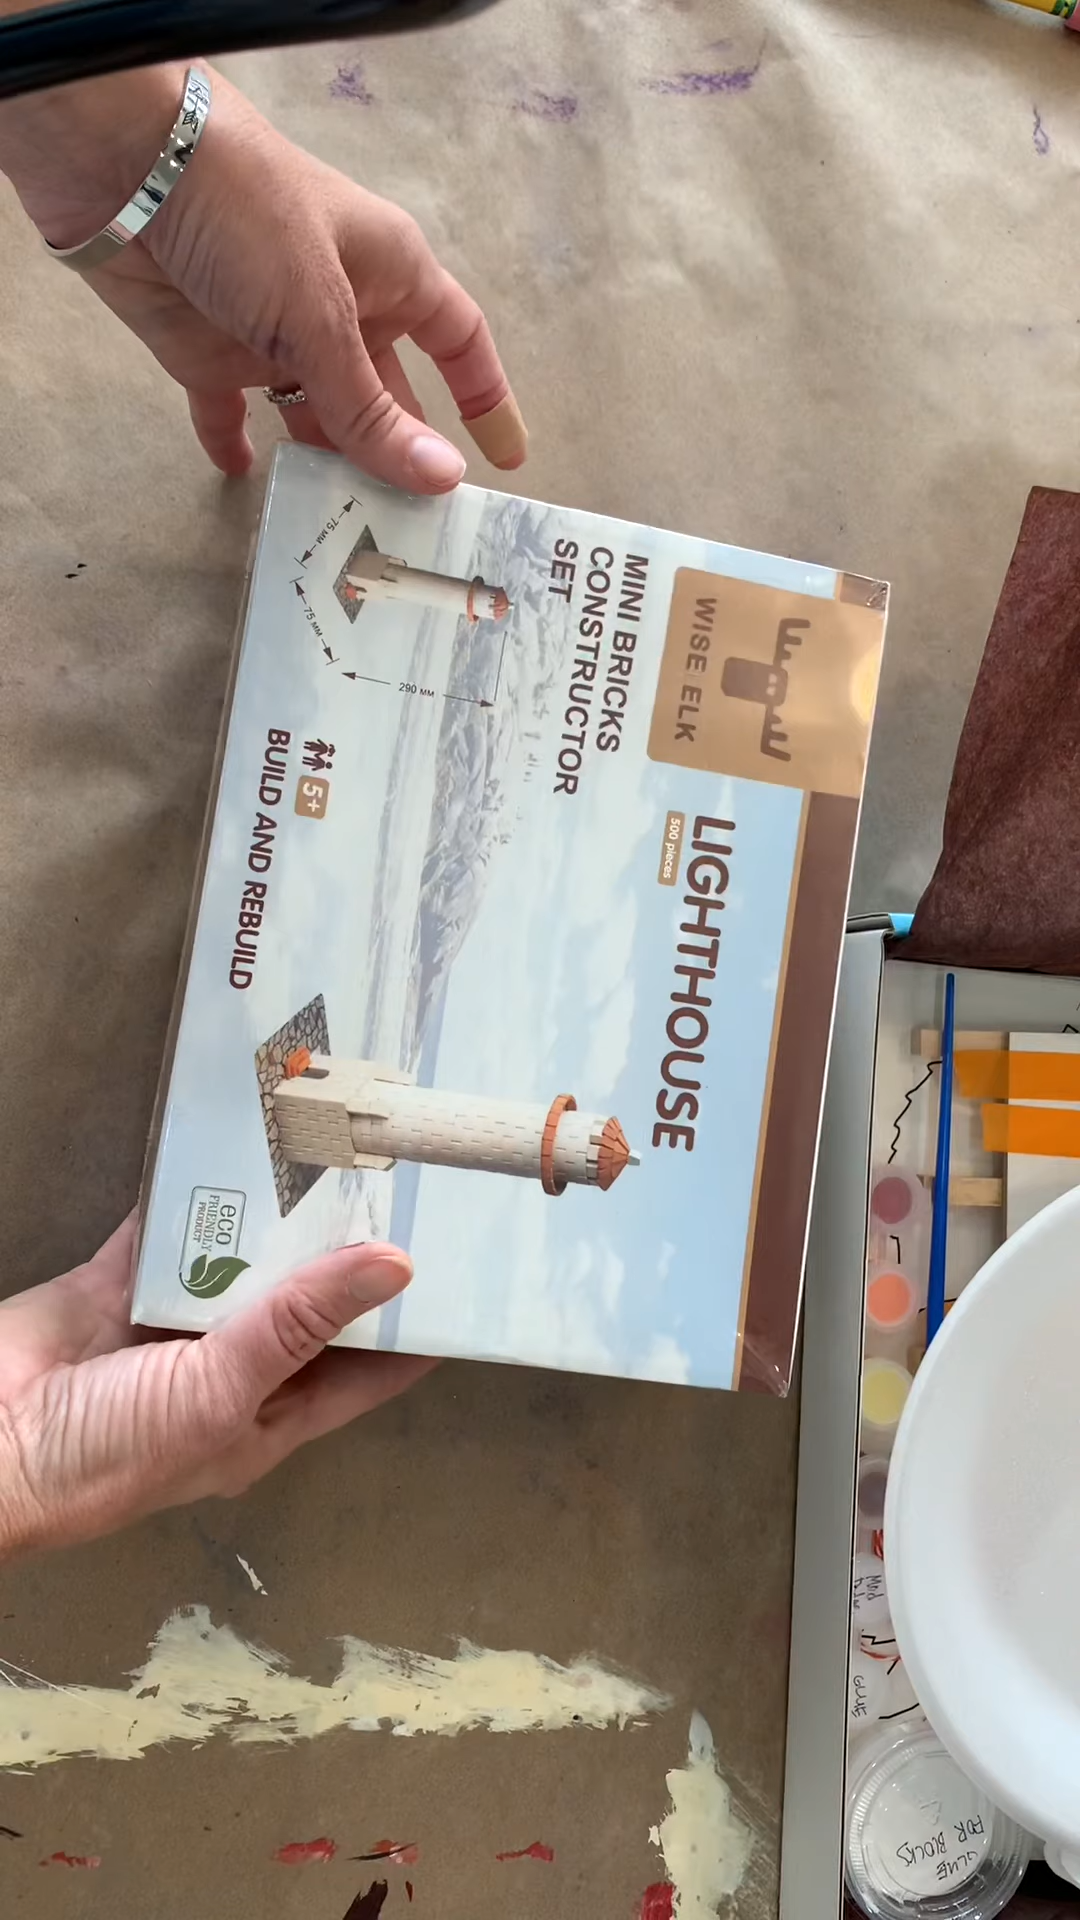 WISE ELK
MINI BRICKS
CONSTRUCTOR
SET
LIGHTHOUSE
500 pieces
75 мм
75 мм
290 мм
5+
BUILD AND REBUILD
eco
FRIENDLY
PRODUCT
GLUE
GLUE
FOR BLOCKS